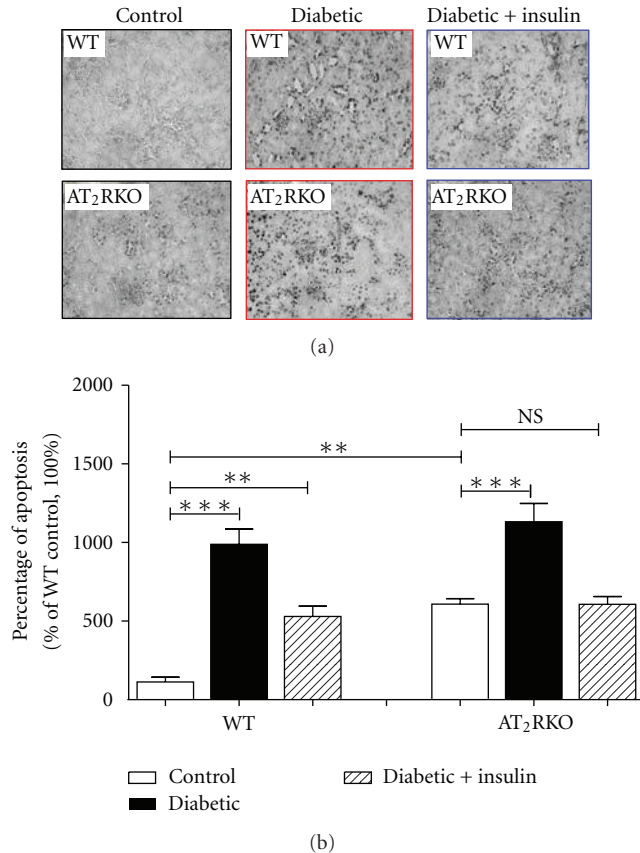 Control Diabetic Diabetic + insulin
WT WT WT
AT₂RKO AT₂RKO AT₂RKO
(a)
Percentage of apoptosis
(% of WT control, 100%)
2000
1500
1000
500
0
NS
∗∗
∗∗
∗∗∗
∗∗∗
WT AT₂RKO
Control Diabetic + insulin
Diabetic
(b)